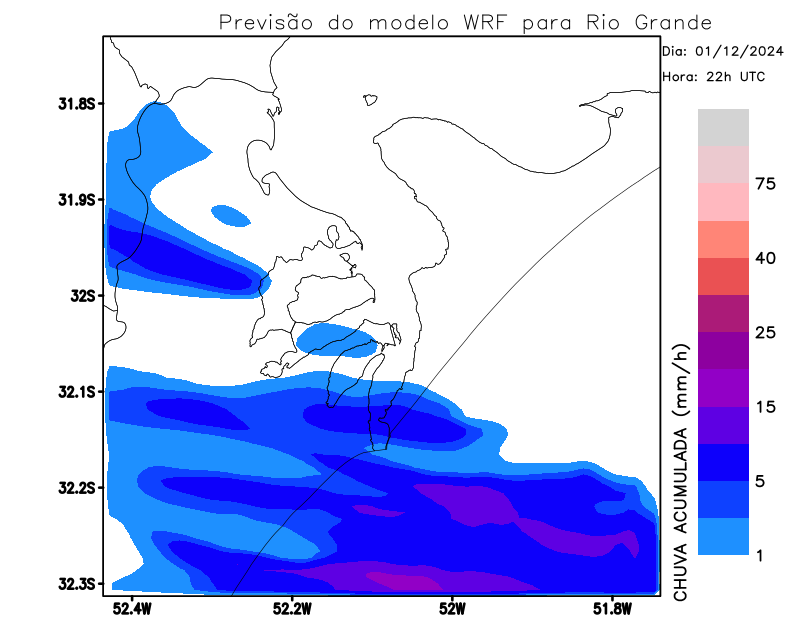 Previsão do modelo WRF para Rio Grande
Dia: 01/12/2024
Hora: 22h UTC
31.8S
31.9S
32S
32.1S
32.2S
32.3S
52.4W
52.2W
52W
51.8W
75
40
25
15
5
1
CHUVA ACUMULADA (mm/h)